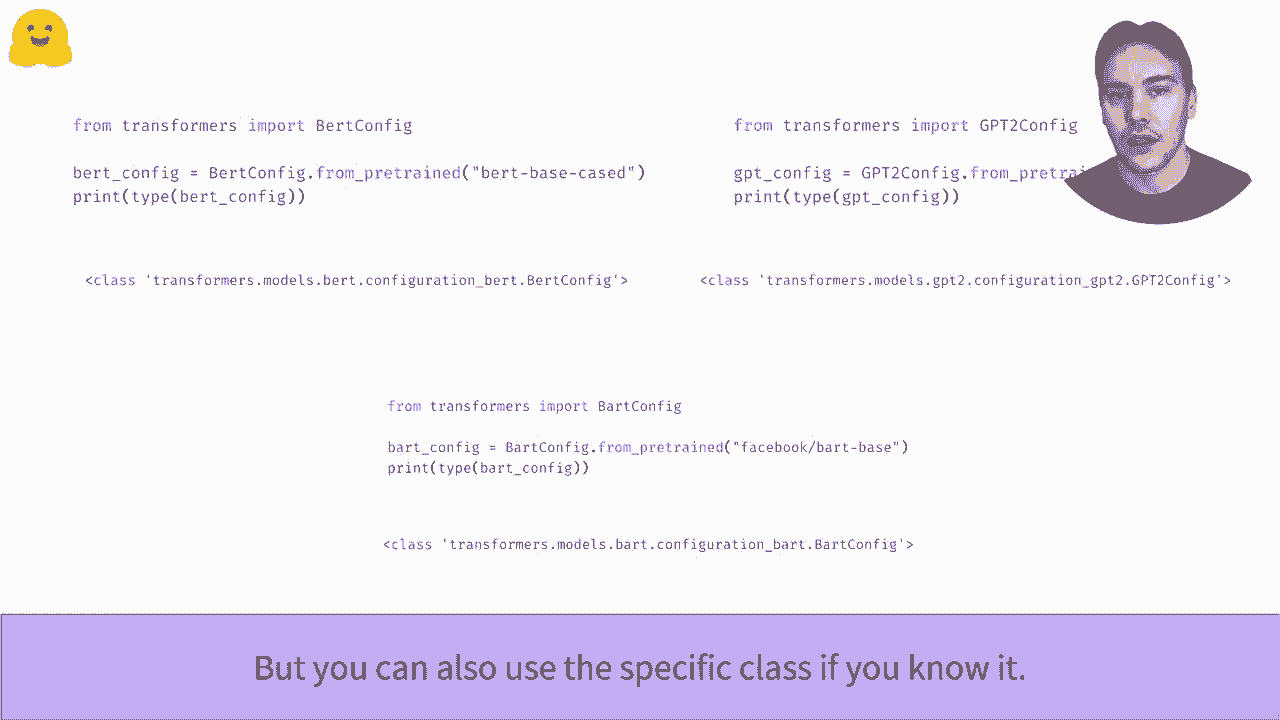 from transformers import BertConfig
bert_config = BertConfig.from_pretrained("bert-base-cased")
print(type(bert_config))
<class 'transformers.models.bert.configuration_bert.BertConfig'>
from transformers import GPT2Config
gpt_config = GPT2Config.from_pretrai
print(type(gpt_config))
<class 'transformers.models.gpt2.configuration_gpt2.GPT2Config'>
from transformers import BartConfig
bart_config = BartConfig.from_pretrained("facebook/bart-base")
print(type(bart_config))
<class 'transformers.models.bart.configuration_bart.BartConfig'>
But you can also use the specific class if you know it.